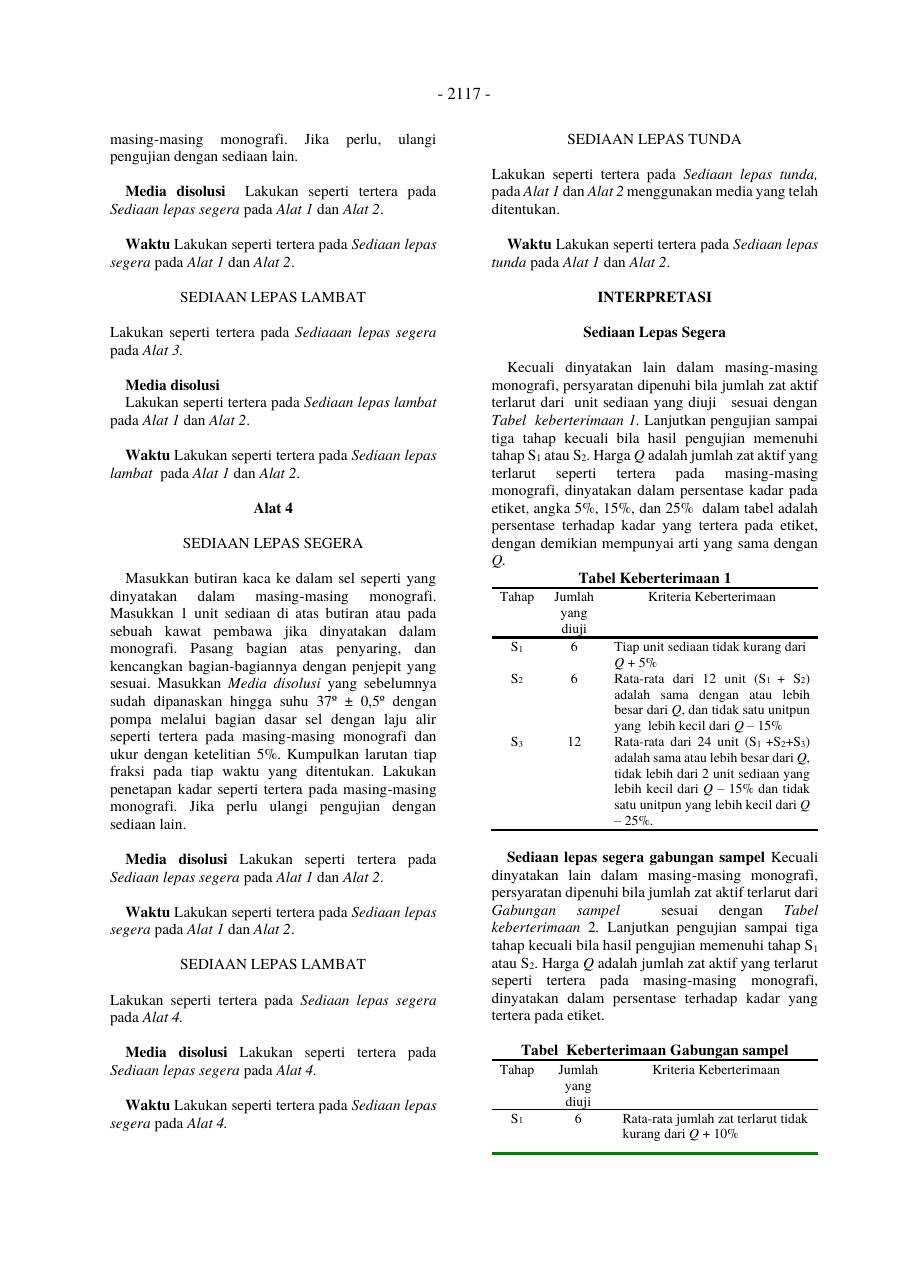 - 2117 -
masing-masing monografi. Jika perlu, ulangi
pengujian dengan sediaan lain.
Media disolusi Lakukan seperti tertera pada
Sediaan lepas segera pada Alat 1 dan Alat 2.
Waktu Lakukan seperti tertera pada Sediaan lepas
segera pada Alat 1 dan Alat 2.
SEDIAAN LEPAS LAMBAT
Lakukan seperti tertera pada Sediaaan lepas segera
pada Alat 3.
Media disolusi
Lakukan seperti tertera pada Sediaan lepas lambat
pada Alat 1 dan Alat 2.
Waktu Lakukan seperti tertera pada Sediaan lepas
lambat pada Alat 1 dan Alat 2.
Alat 4
SEDIAAN LEPAS SEGERA
Masukkan butiran kaca ke dalam sel seperti yang
dinyatakan dalam masing-masing monografi.
Masukkan 1 unit sediaan di atas butiran atau pada
sebuah kawat pembawa jika dinyatakan dalam
monografi. Pasang bagian atas penyaring, dan
kencangkan bagian-bagiannya dengan penjepit yang
sesuai. Masukkan Media disolusi yang sebelumnya
sudah dipanaskan hingga suhu 37º ± 0,5º dengan
pompa melalui bagian dasar sel dengan laju alir
seperti tertera pada masing-masing monografi dan
ukur dengan ketelitian 5%. Kumpulkan larutan tiap
fraksi pada tiap waktu yang ditentukan. Lakukan
penetapan kadar seperti tertera pada masing-masing
monografi. Jika perlu ulangi pengujian dengan
sediaan lain.
Media disolusi Lakukan seperti tertera pada
Sediaan lepas segera pada Alat 1 dan Alat 2.
Waktu Lakukan seperti tertera pada Sediaan lepas
segera pada Alat 1 dan Alat 2.
SEDIAAN LEPAS LAMBAT
Lakukan seperti tertera pada Sediaan lepas segera
pada Alat 4.
Media disolusi Lakukan seperti tertera pada
Sediaan lepas segera pada Alat 4.
Waktu Lakukan seperti tertera pada Sediaan lepas
segera pada Alat 4.
SEDIAAN LEPAS TUNDA
Lakukan seperti tertera pada Sediaan lepas tunda,
pada Alat 1 dan Alat 2 menggunakan media yang telah
ditentukan.
Waktu Lakukan seperti tertera pada Sediaan lepas
tunda pada Alat 1 dan Alat 2.
INTERPRETASI
Sediaan Lepas Segera
Kecuali dinyatakan lain dalam masing-masing
monografi, persyaratan dipenuhi bila jumlah zat aktif
terlarut dari unit sediaan yang diuji sesuai dengan
Tabel keberterimaan 1. Lanjutkan pengujian sampai
tiga tahap kecuali bila hasil pengujian memenuhi
tahap S1 atau S2. Harga Q adalah jumlah zat aktif yang
terlarut seperti tertera pada masing-masing
monografi, dinyatakan dalam persentase kadar pada
etiket, angka 5%, 15%, dan 25% dalam tabel adalah
persentase terhadap kadar yang tertera pada etiket,
dengan demikian mempunyai arti yang sama dengan
Q.
Tabel Keberterimaan 1
Tahap Jumlah Kriteria Keberterimaan
yang
diuji
S1 6 Tiap unit sediaan tidak kurang dari
Q + 5%
S2 6 Rata-rata dari 12 unit (S1 + S2)
adalah sama dengan atau lebih
besar dari Q, dan tidak satu unitpun
yang lebih kecil dari Q – 15%
S3 12 Rata-rata dari 24 unit (S1 +S2+S3)
adalah sama atau lebih besar dari Q,
tidak lebih dari 2 unit sediaan yang
lebih kecil dari Q – 15% dan tidak
satu unitpun yang lebih kecil dari Q
– 25%.
Sediaan lepas segera gabungan sampel Kecuali
dinyatakan lain dalam masing-masing monografi,
persyaratan dipenuhi bila jumlah zat aktif terlarut dari
Gabungan sampel sesuai dengan Tabel
keberterimaan 2. Lanjutkan pengujian sampai tiga
tahap kecuali bila hasil pengujian memenuhi tahap S1
atau S2. Harga Q adalah jumlah zat aktif yang terlarut
seperti tertera pada masing-masing monografi,
dinyatakan dalam persentase terhadap kadar yang
tertera pada etiket.
Tabel Keberterimaan Gabungan sampel
Tahap Jumlah Kriteria Keberterimaan
yang
diuji
S1 6 Rata-rata jumlah zat terlarut tidak
kurang dari Q + 10%